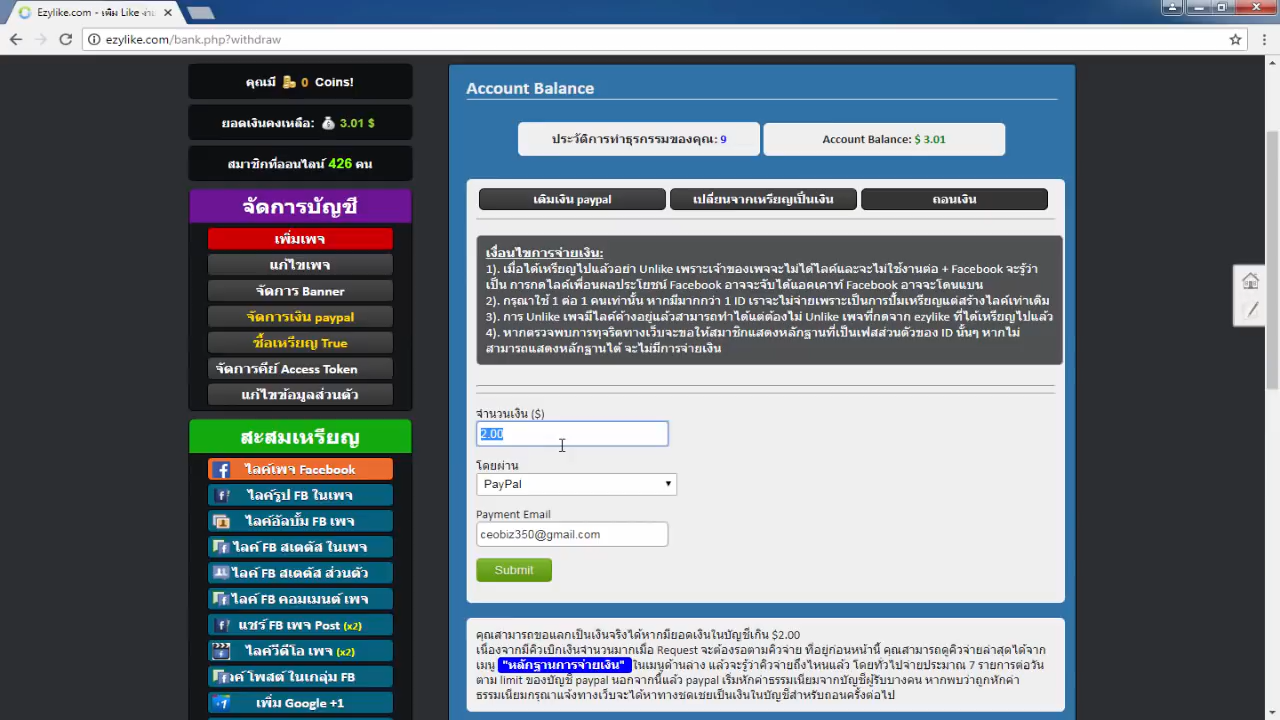 Ezylike.com - เพิ่ม Like จำน
ezylike.com/bank.php?withdraw
คุณมี 0 Coins!
ยอดเงินคงเหลือ: 3.01 $
สมาชิกที่ออนไลน์ 426 คน
จัดการบัญชี
เพิ่มเพจ
แก้ไขเพจ
จัดการ Banner
จัดการเงิน paypal
ซื้อเหรียญ True
จัดการคีย์ Access Token
แก้ไขข้อมูลส่วนตัว
สะสมเหรียญ
ไลค์เพจ Facebook
ไลค์รูป FB ในเพจ
ไลค์อัลบั้ม FB เพจ
ไลค์ FB สเตตัส ในเพจ
ไลค์ FB สเตตัส ส่วนตัว
ไลค์ FB คอมเมนต์ เพจ
แชร์ FB เพจ Post (x2)
ไลค์วีดีโอ เพจ (x2)
ค์ โพสต์ ในเกลุ่ม FB
เพิ่ม Google +1
Account Balance
ประวัติการทำธุรกรรมของคุณ: 9
Account Balance: $ 3.01
เติมเงิน paypal
เปลี่ยนจากเหรียญเป็นเงิน
ถอนเงิน
เงื่อนไขการจ่ายเงิน:
1). เมื่อได้เหรียญไปแล้วอย่า Unlike เพราะเจ้าของเพจจะไม่ได้ไลค์และจะไม่ใช้งานต่อ + Facebook จะรู้ว่า
เป็น การกดไลค์เพื่อนผลประโยชน์ Facebook อาจจะจับได้แอคเคาท์ Facebook อาจจะโดนแบน
2). กรุณาใช้ 1 ต่อ 1 คนเท่านั้น หากมีมากกว่า 1 ID เราจะไม่จ่ายเพราะเป็นการปั้มเหรียญแต่สร้างไลค์เท่าเติม
3). การ Unlike เพจมีไลค์ค้างอยู่แล้วสามารถทำได้แต่ต้องไม่ Unlike เพจที่กดจาก ezylike ที่ได้เหรียญไปแล้ว
4). หากตรวจพบการทุจริตทางเว็บจะขอให้สมาชิกแสดงหลักฐานที่เป็นเฟสส่วนตัวของ ID นั้นๆ หากไม่
สามารถแสดงหลักฐานได้ จะไม่มีการจ่ายเงิน
จำนวนเงิน ($)
2.00
โดยผ่าน
PayPal
Payment Email
ceobiz350@gmail.com
Submit
คุณสามารถขอแลกเป็นเงินจริงได้หากมียอดเงินในบัญชีเกิน $2.00
เนื่องจากมีคิวเบิกเงินจำนวนมากเมื่อ Request จะต้องรอตามคิวจ่าย ที่อยู่ก่อนหน้านี้ คุณสามารถดูคิวจ่ายล่าสุดได้จาก
เมนู "หลักฐานการจ่ายเงิน" ในเมนูด้านล่าง แล้วจะรู้ว่าคิวจ่ายถึงไหนแล้ว โดยทั่วไปจ่ายประมาณ 7 รายการต่อวัน
ตาม limit ของบัญชี paypal นอกจากนี้แล้ว paypal เริ่มหักค่าธรรมเนียมจากบัญชีผู้รับบางคน หากพบว่าถูกหักค่า
ธรรมเนียมกรุณาแจ้งทางเว็บจะได้หาทางชดเชยเป็นเงินในบัญชีสำหรับถอนครั้งต่อไป